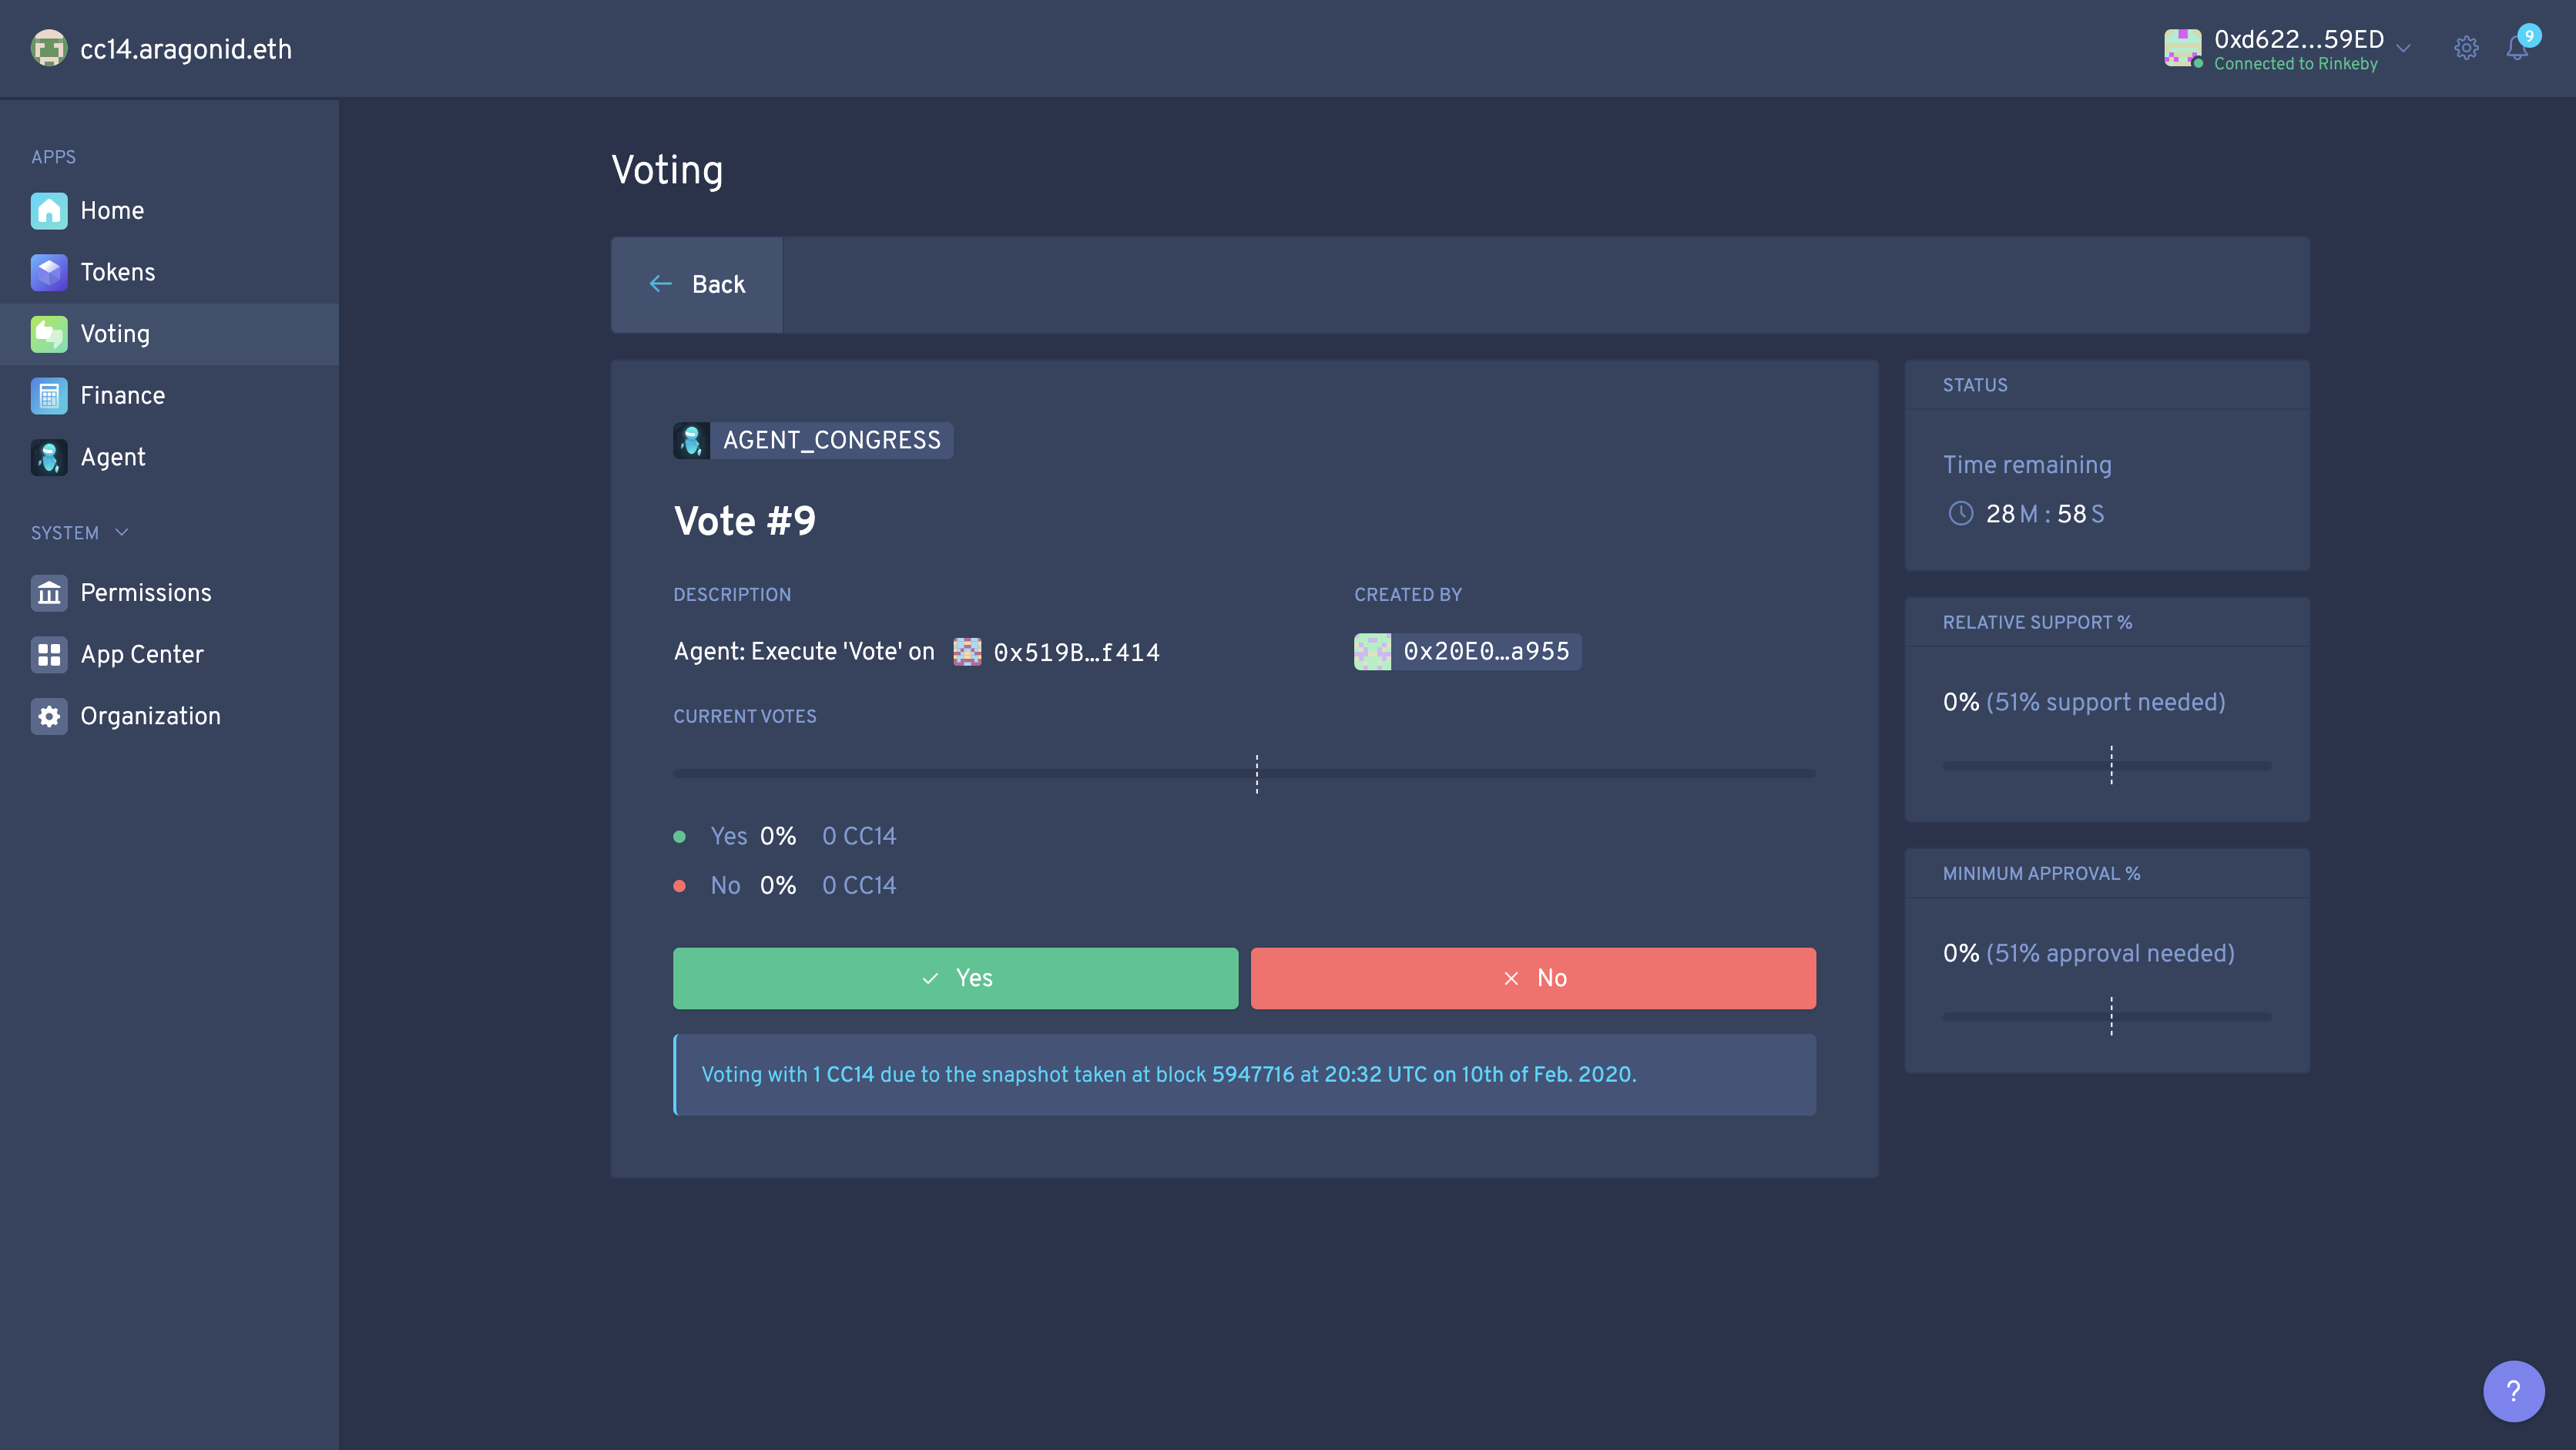 cc14.aragonid.eth
0xd622...59ED
Connected to Rinkeby
9
APPS
Home
Tokens
Voting
Finance
Agent
SYSTEM
Permissions
App Center
Organization
Voting
Back
AGENT_CONGRESS
Vote #9
DESCRIPTION
Agent: Execute 'Vote' on 0x519B…f414
CREATED BY
0x20E0…a955
CURRENT VOTES
Yes 0% 0 CC14
No 0% 0 CC14
Yes
No
Voting with 1 CC14 due to the snapshot taken at block 5947716 at 20:32 UTC on 10th of Feb. 2020.
STATUS
Time remaining
28 M : 58 S
RELATIVE SUPPORT %
0% (51% support needed)
MINIMUM APPROVAL %
0% (51% approval needed)
?